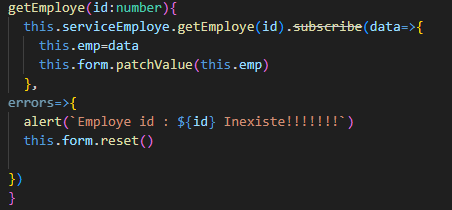 getEmploye(id:number){
this.serviceEmploye.getEmploye(id).subscribe(data=>{
this.emp=data
this.form.patchValue(this.emp)
},
errors=>{
alert(`Employe id : ${id} Inexiste!!!!!!!`)
this.form.reset()
})
}